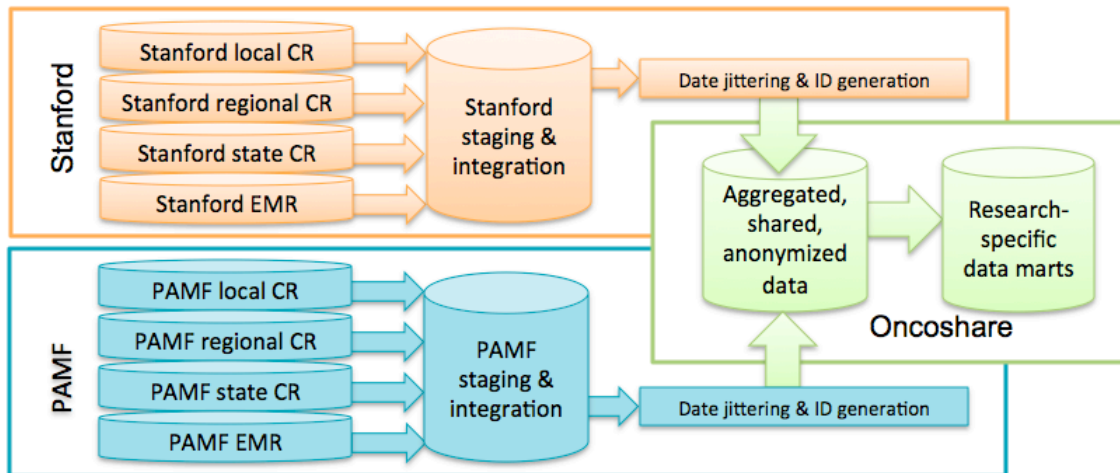 Stanford
Stanford local CR
Stanford regional CR
Stanford state CR
Stanford EMR
Stanford
staging &
integration
Date jittering & ID generation
PAMF
PAMF local CR
PAMF regional CR
PAMF state CR
PAMF EMR
PAMF
staging &
integration
Date jittering & ID generation
Aggregated,
shared,
anonymized
data
Research-
specific
data marts
Oncoshare